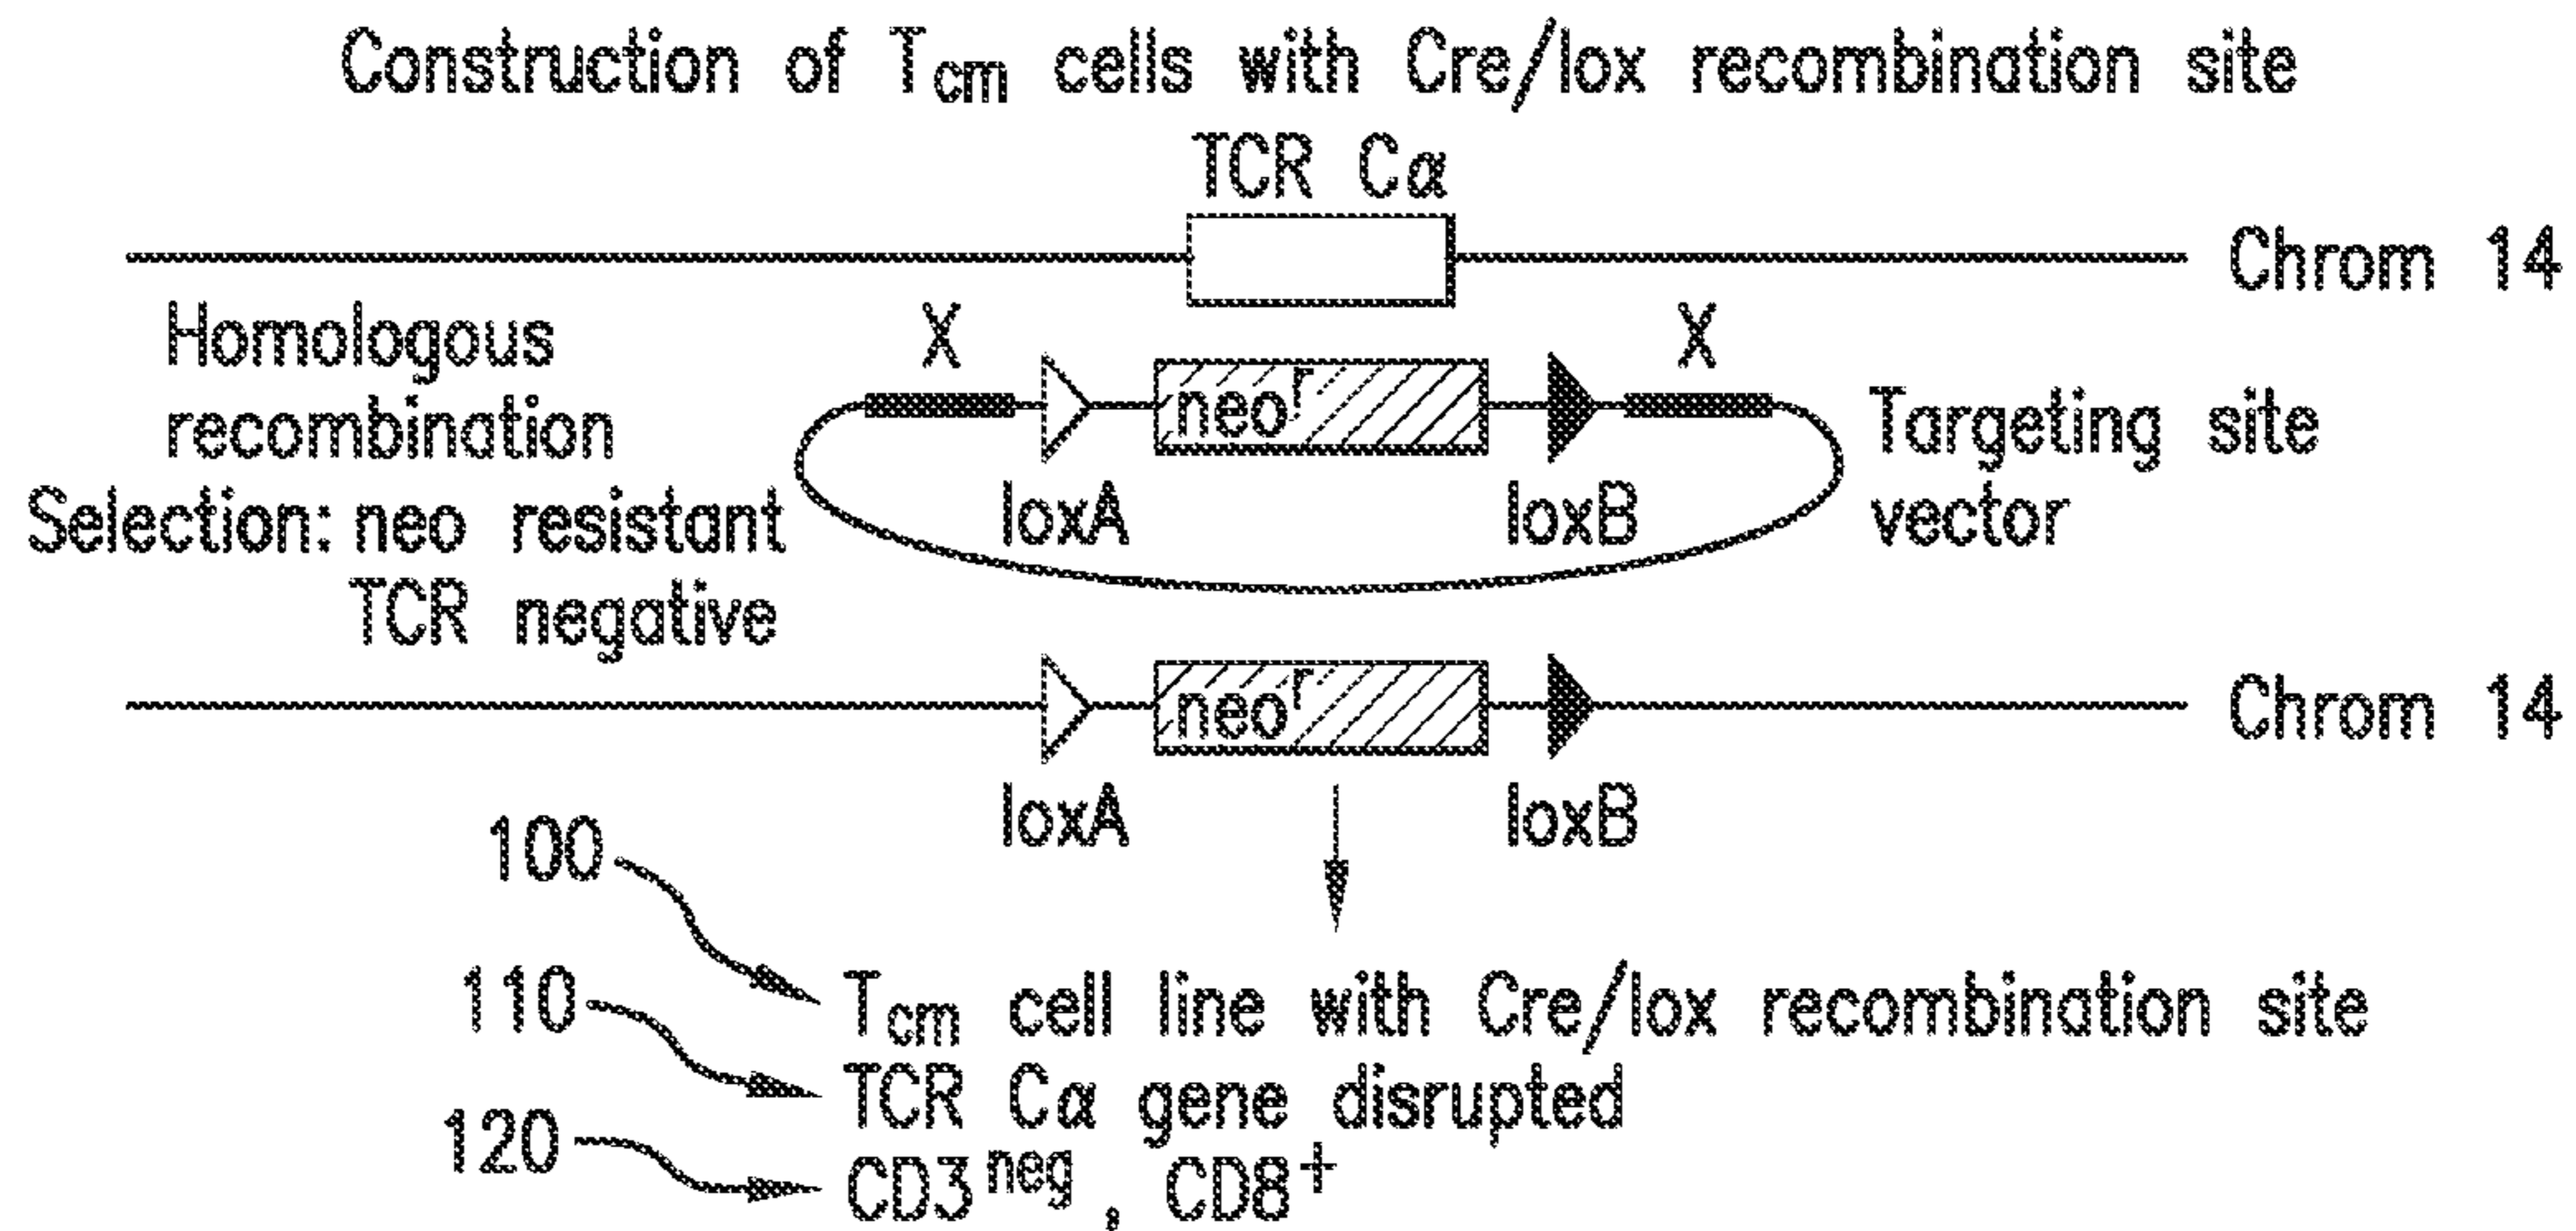 Construction of Tcm cells with Cre/lox recombination site
TCR Cα
Chrom 14
Homologous
recombination
Selection: neo resistant
TCR negative
X
X
neoʳ
loxA
loxB
Targeting site
vector
neoʳ
Chrom 14
loxA
loxB
100
110
120
Tcm cell line with Cre/lox recombination site
TCR Cα gene disrupted
CD3neg, CD8+